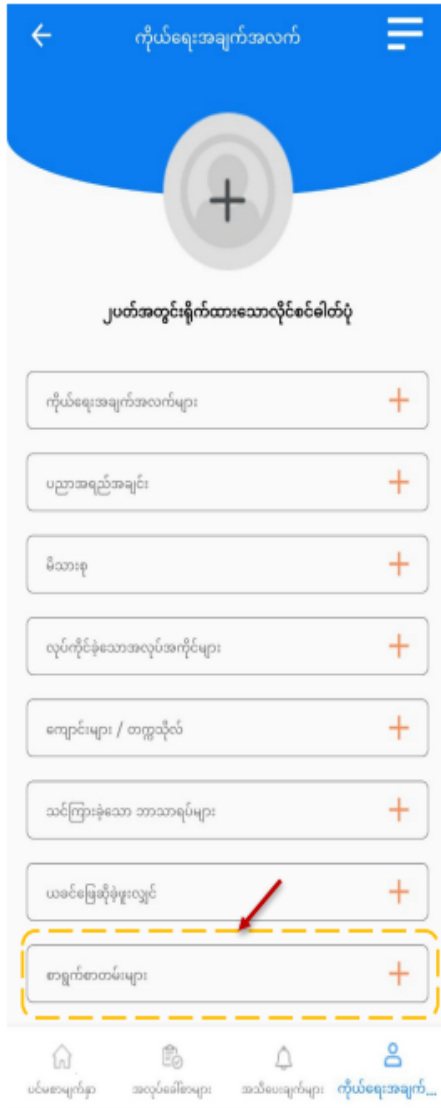 ကိုယ်ရေးအချက်အလက်
၂ပတ်အတွင်းရိုက်ထားသောလိုင်စင်ဓါတ်ပုံ
ကိုယ်ရေးအချက်အလက်များ
ပညာအရည်အချင်း
မိသားစု
လုပ်ကိုင်ခဲ့သောအလုပ်အကိုင်များ
ကျောင်းများ / တက္ကသိုလ်
သင်ကြားခဲ့သော ဘာသာရပ်များ
ယခင်ဖြေဆိုခဲ့ဖူးလျှင်
စာရွက်စာတမ်းများ
ပင်မစာမျက်နှာ အလုပ်ခေါ်စာများ အသိပေးချက်များ ကိုယ်ရေးအချက်...